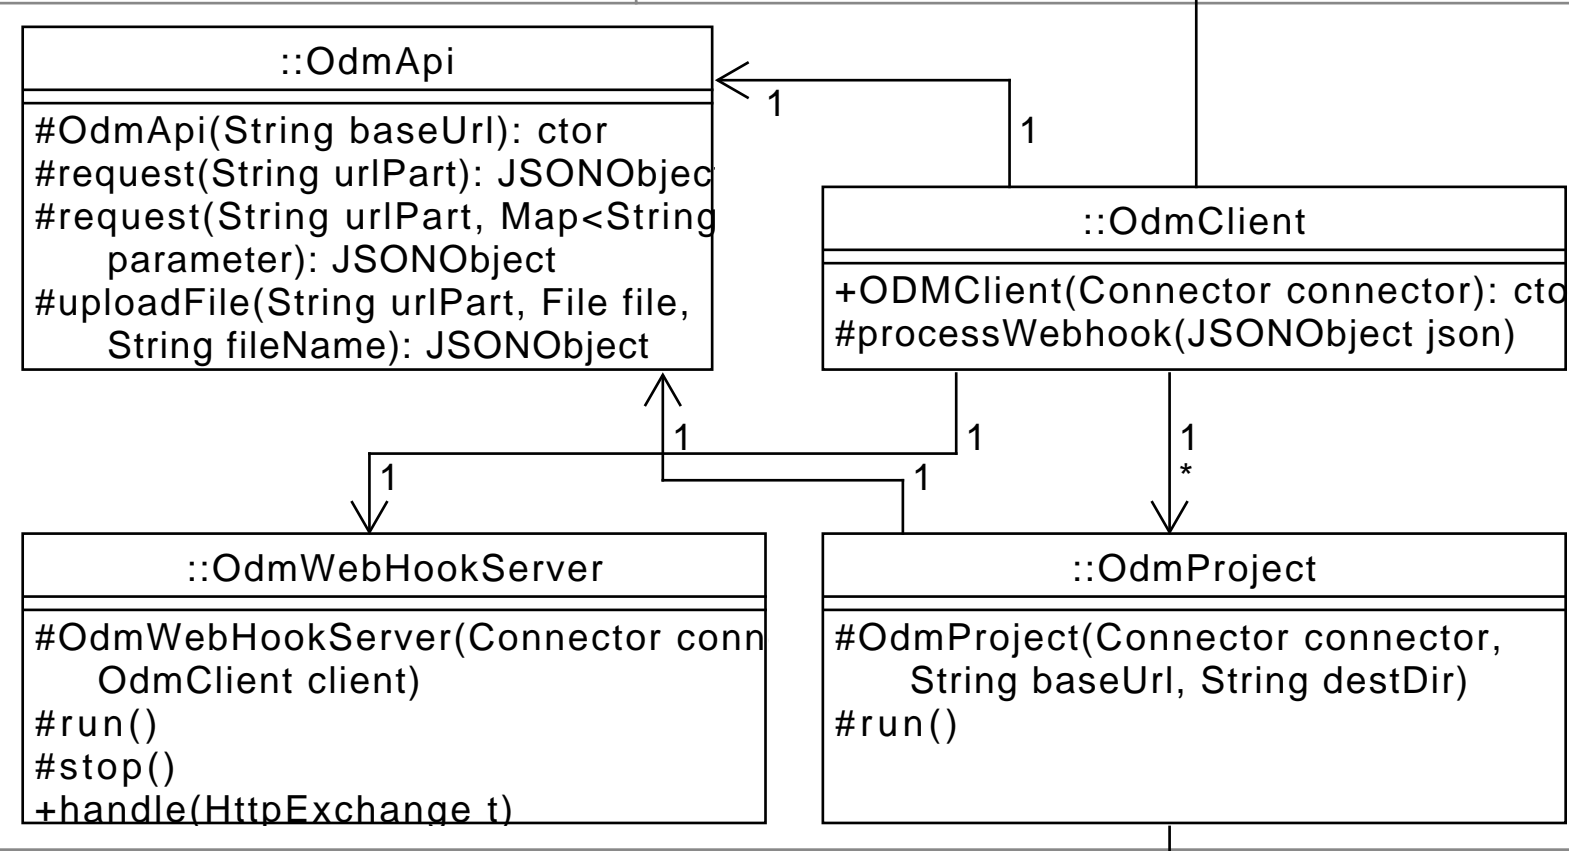 ::OdmApi
#OdmApi(String baseUrl): ctor
#request(String urlPart): JSONObjec
#request(String urlPart, Map<String
parameter): JSONObject
#uploadFile(String urlPart, File file,
String fileName): JSONObject
1
1
::OdmClient
+ODMClient(Connector connector): cto
#processWebhook(JSONObject json)
1
1
1
1
1
*
::OdmWebHookServer
#OdmWebHookServer(Connector conn
OdmClient client)
#run()
#stop()
+handle(HttpExchange t)
::OdmProject
#OdmProject(Connector connector,
String baseUrl, String destDir)
#run()